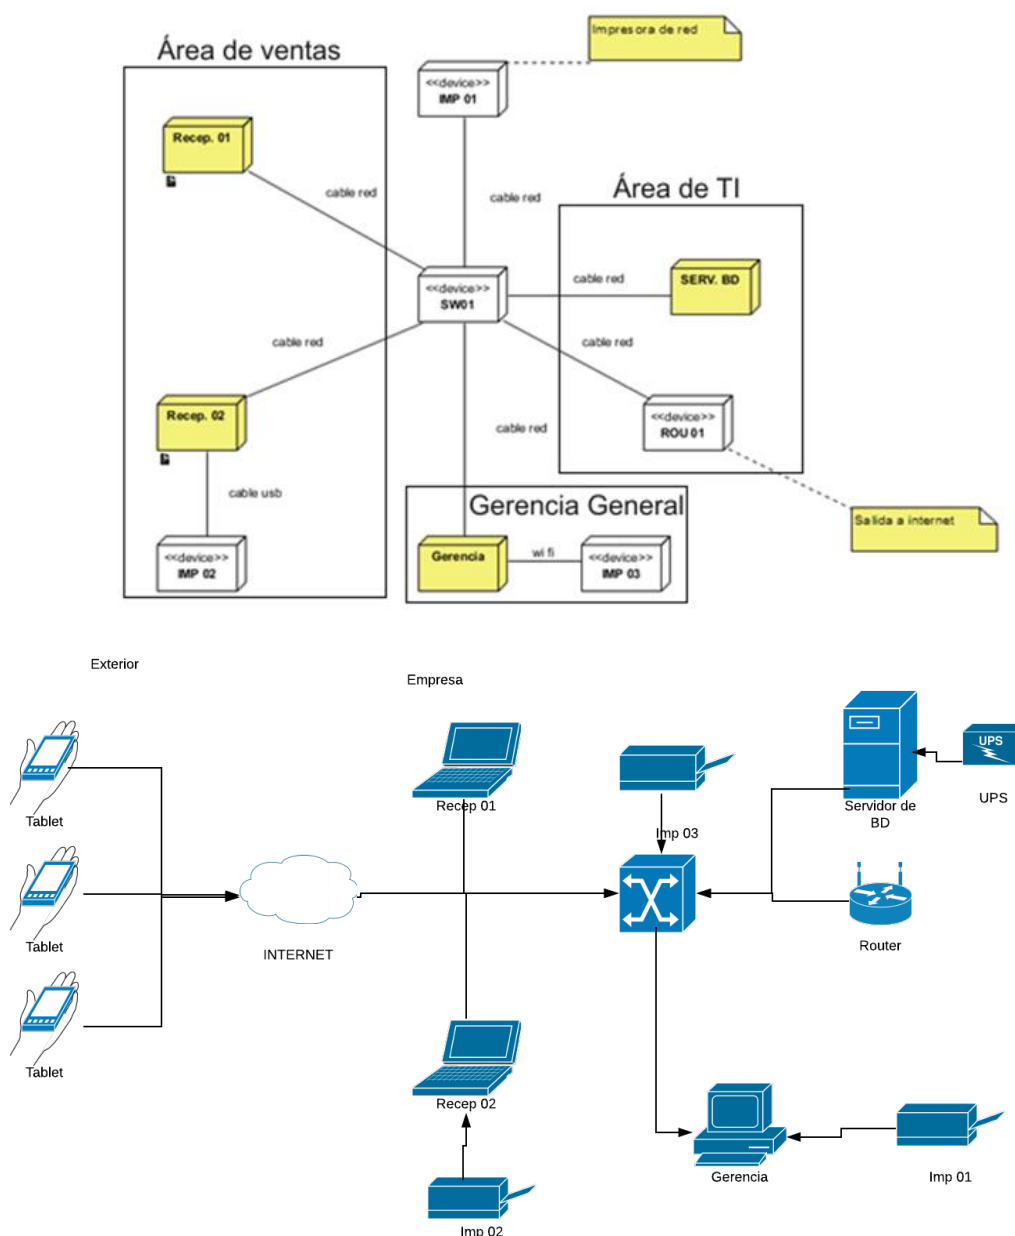 Impresora de red
Área de ventas
<<device>>
IMP 01
Recep. 01
cable red
cable red
Área de TI
<<device>>
SW01
cable red
SERV. BD
cable red
cable red
Recep. 02
<<device>>
ROU 01
cable red
cable usb
Gerencia General
Salida a internet
<<device>>
IMP 02
Gerencia
wi fi
<<device>>
IMP 03
Exterior
Empresa
UPS
Tablet
Recep 01
Servidor de
BD
UPS
Imp 03
Tablet
INTERNET
Router
Tablet
Recep 02
Gerencia
Imp 01
Imp 02